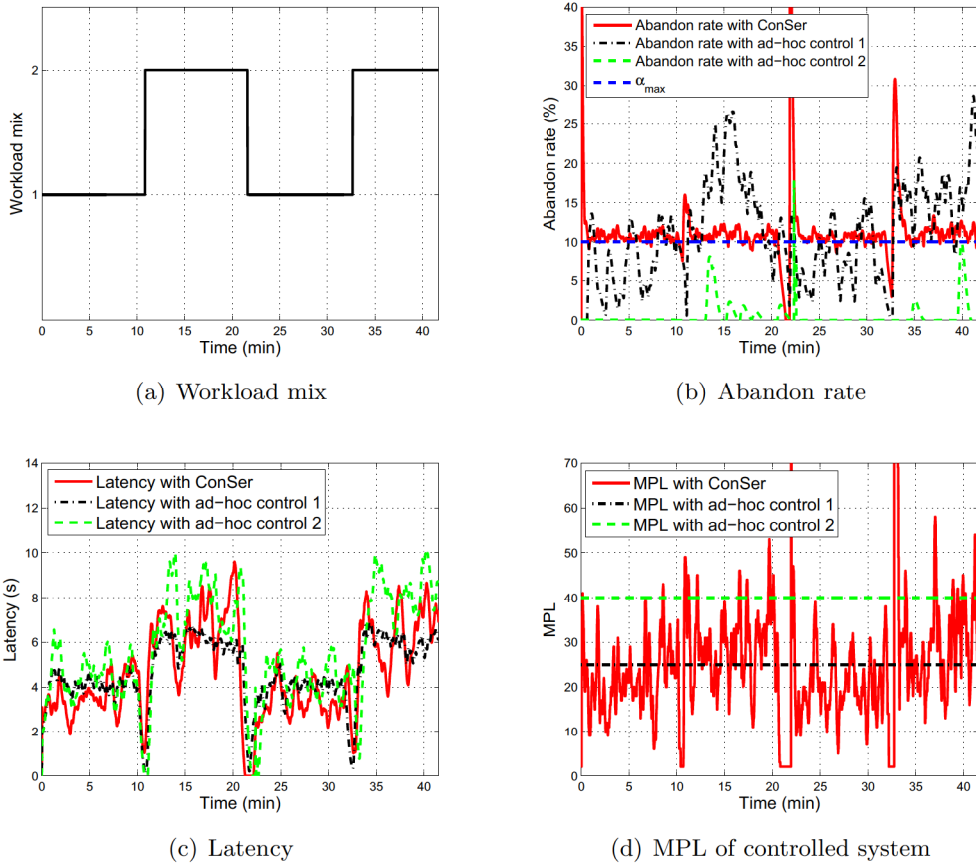 2
1
Workload mix
0 5 10 15 20 25 30 35 40
Time (min)
(a) Workload mix
40
35
30
25
20
15
10
5
0
Abandon rate (%)
Abandon rate with ConSer
Abandon rate with ad-hoc control 1
Abandon rate with ad-hoc control 2
α_max
0 5 10 15 20 25 30 35 40
Time (min)
(b) Abandon rate
14
12
10
8
6
4
2
0
Latency (s)
Latency with ConSer
Latency with ad-hoc control 1
Latency with ad-hoc control 2
0 5 10 15 20 25 30 35 40
Time (min)
(c) Latency
70
60
50
40
30
20
10
0
MPL
MPL with ConSer
MPL with ad-hoc control 1
MPL with ad-hoc control 2
0 5 10 15 20 25 30 35 40
Time (min)
(d) MPL of controlled system